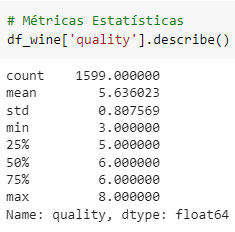 # Métricas Estatísticas
df_wine['quality'].describe()
count    1599.000000
mean        5.636023
std         0.807569
min         3.000000
25%         5.000000
50%         6.000000
75%         6.000000
max         8.000000
Name: quality, dtype: float64